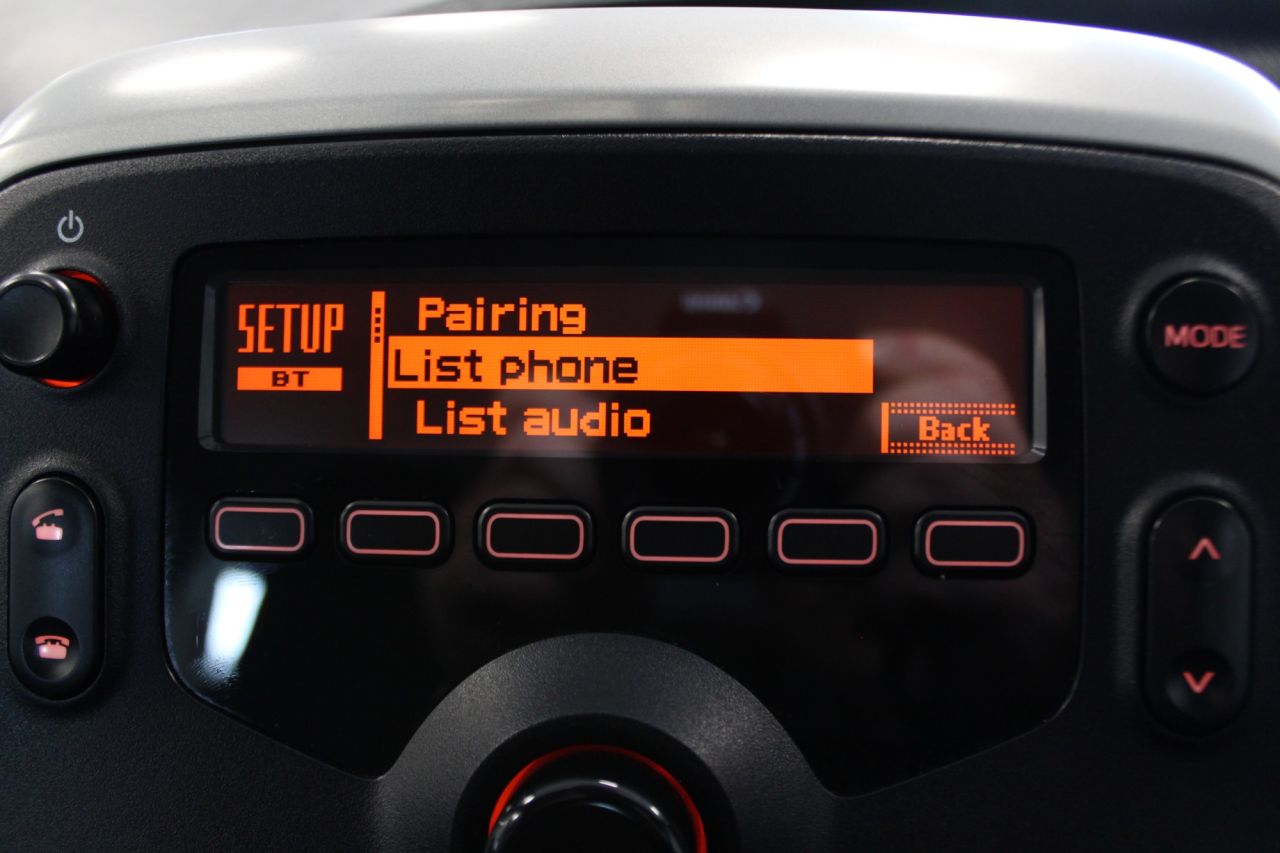 SETUP
BT
Pairing
List phone
List audio
Back
MODE